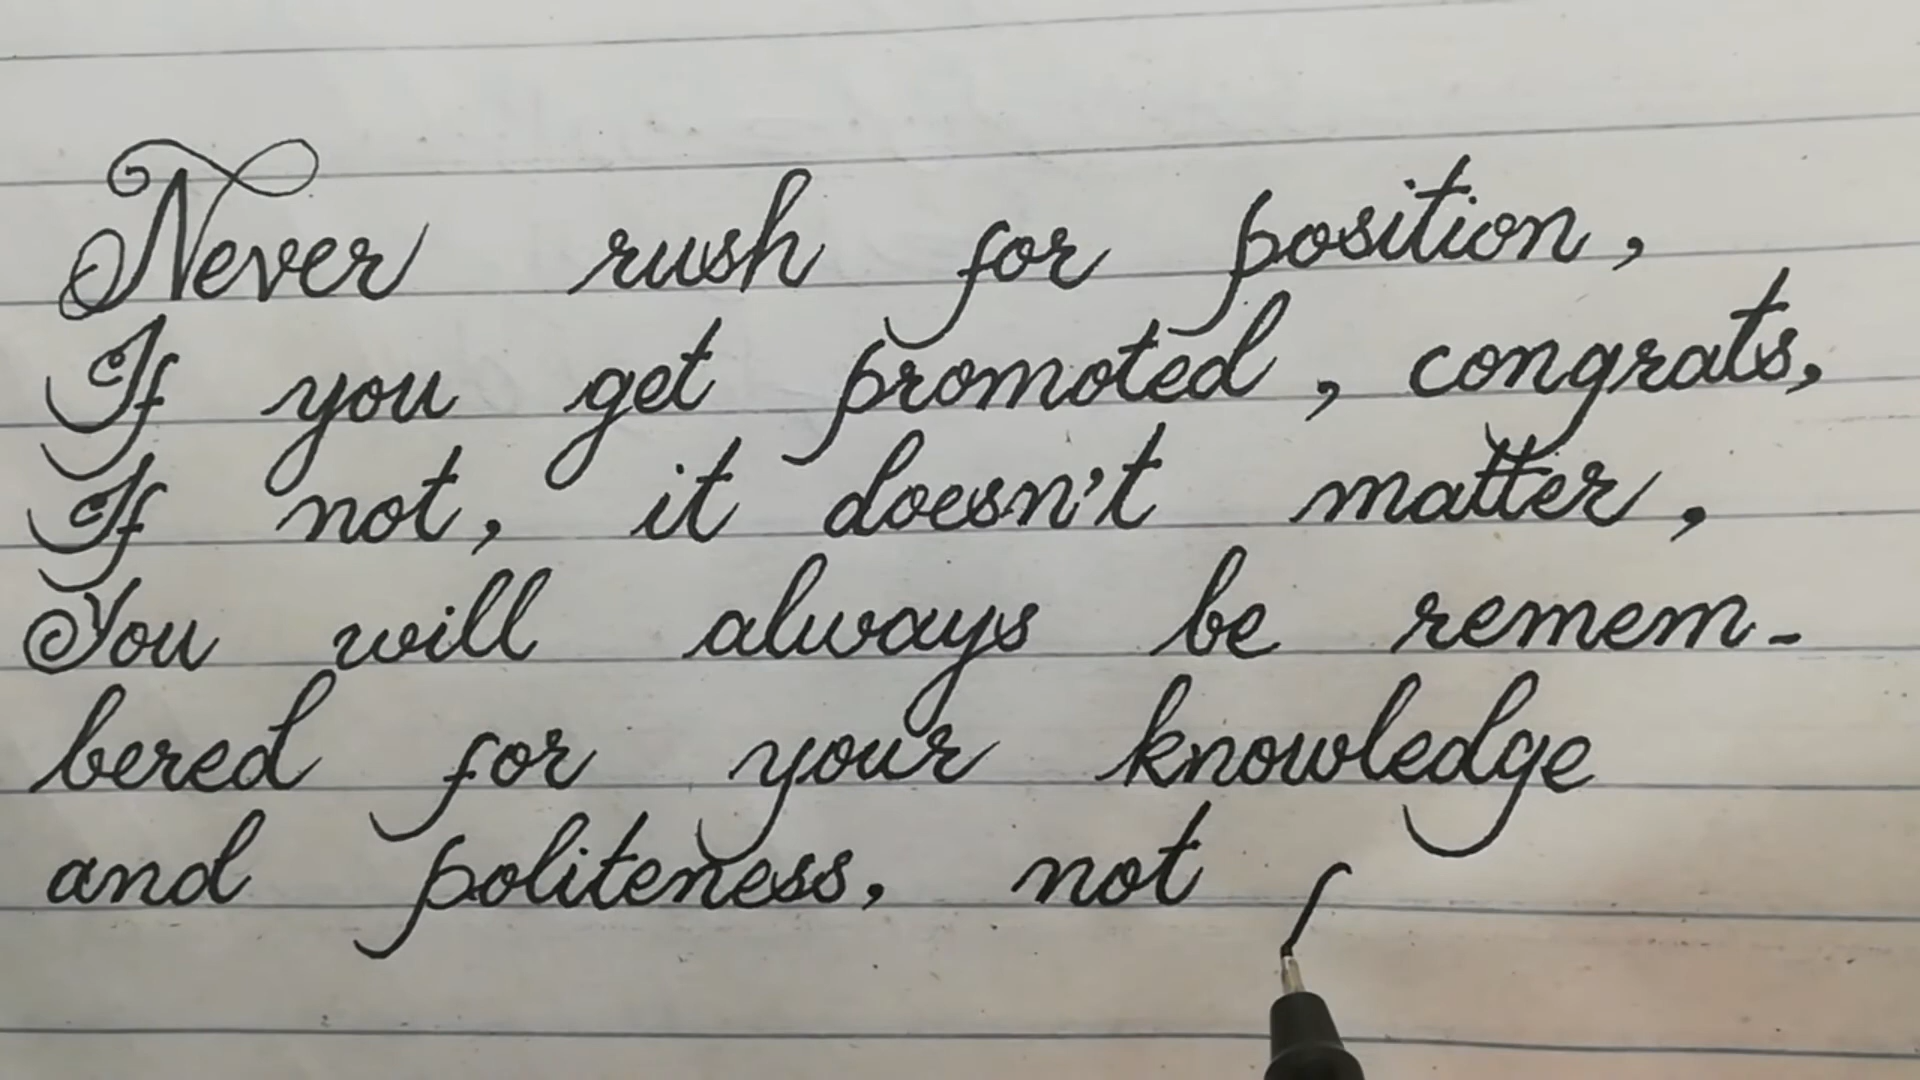 Never rush for position,
If you get promoted, congrats,
If not, it doesn't matter,
You will always be remem-
bered for your knowledge
and politeness, not